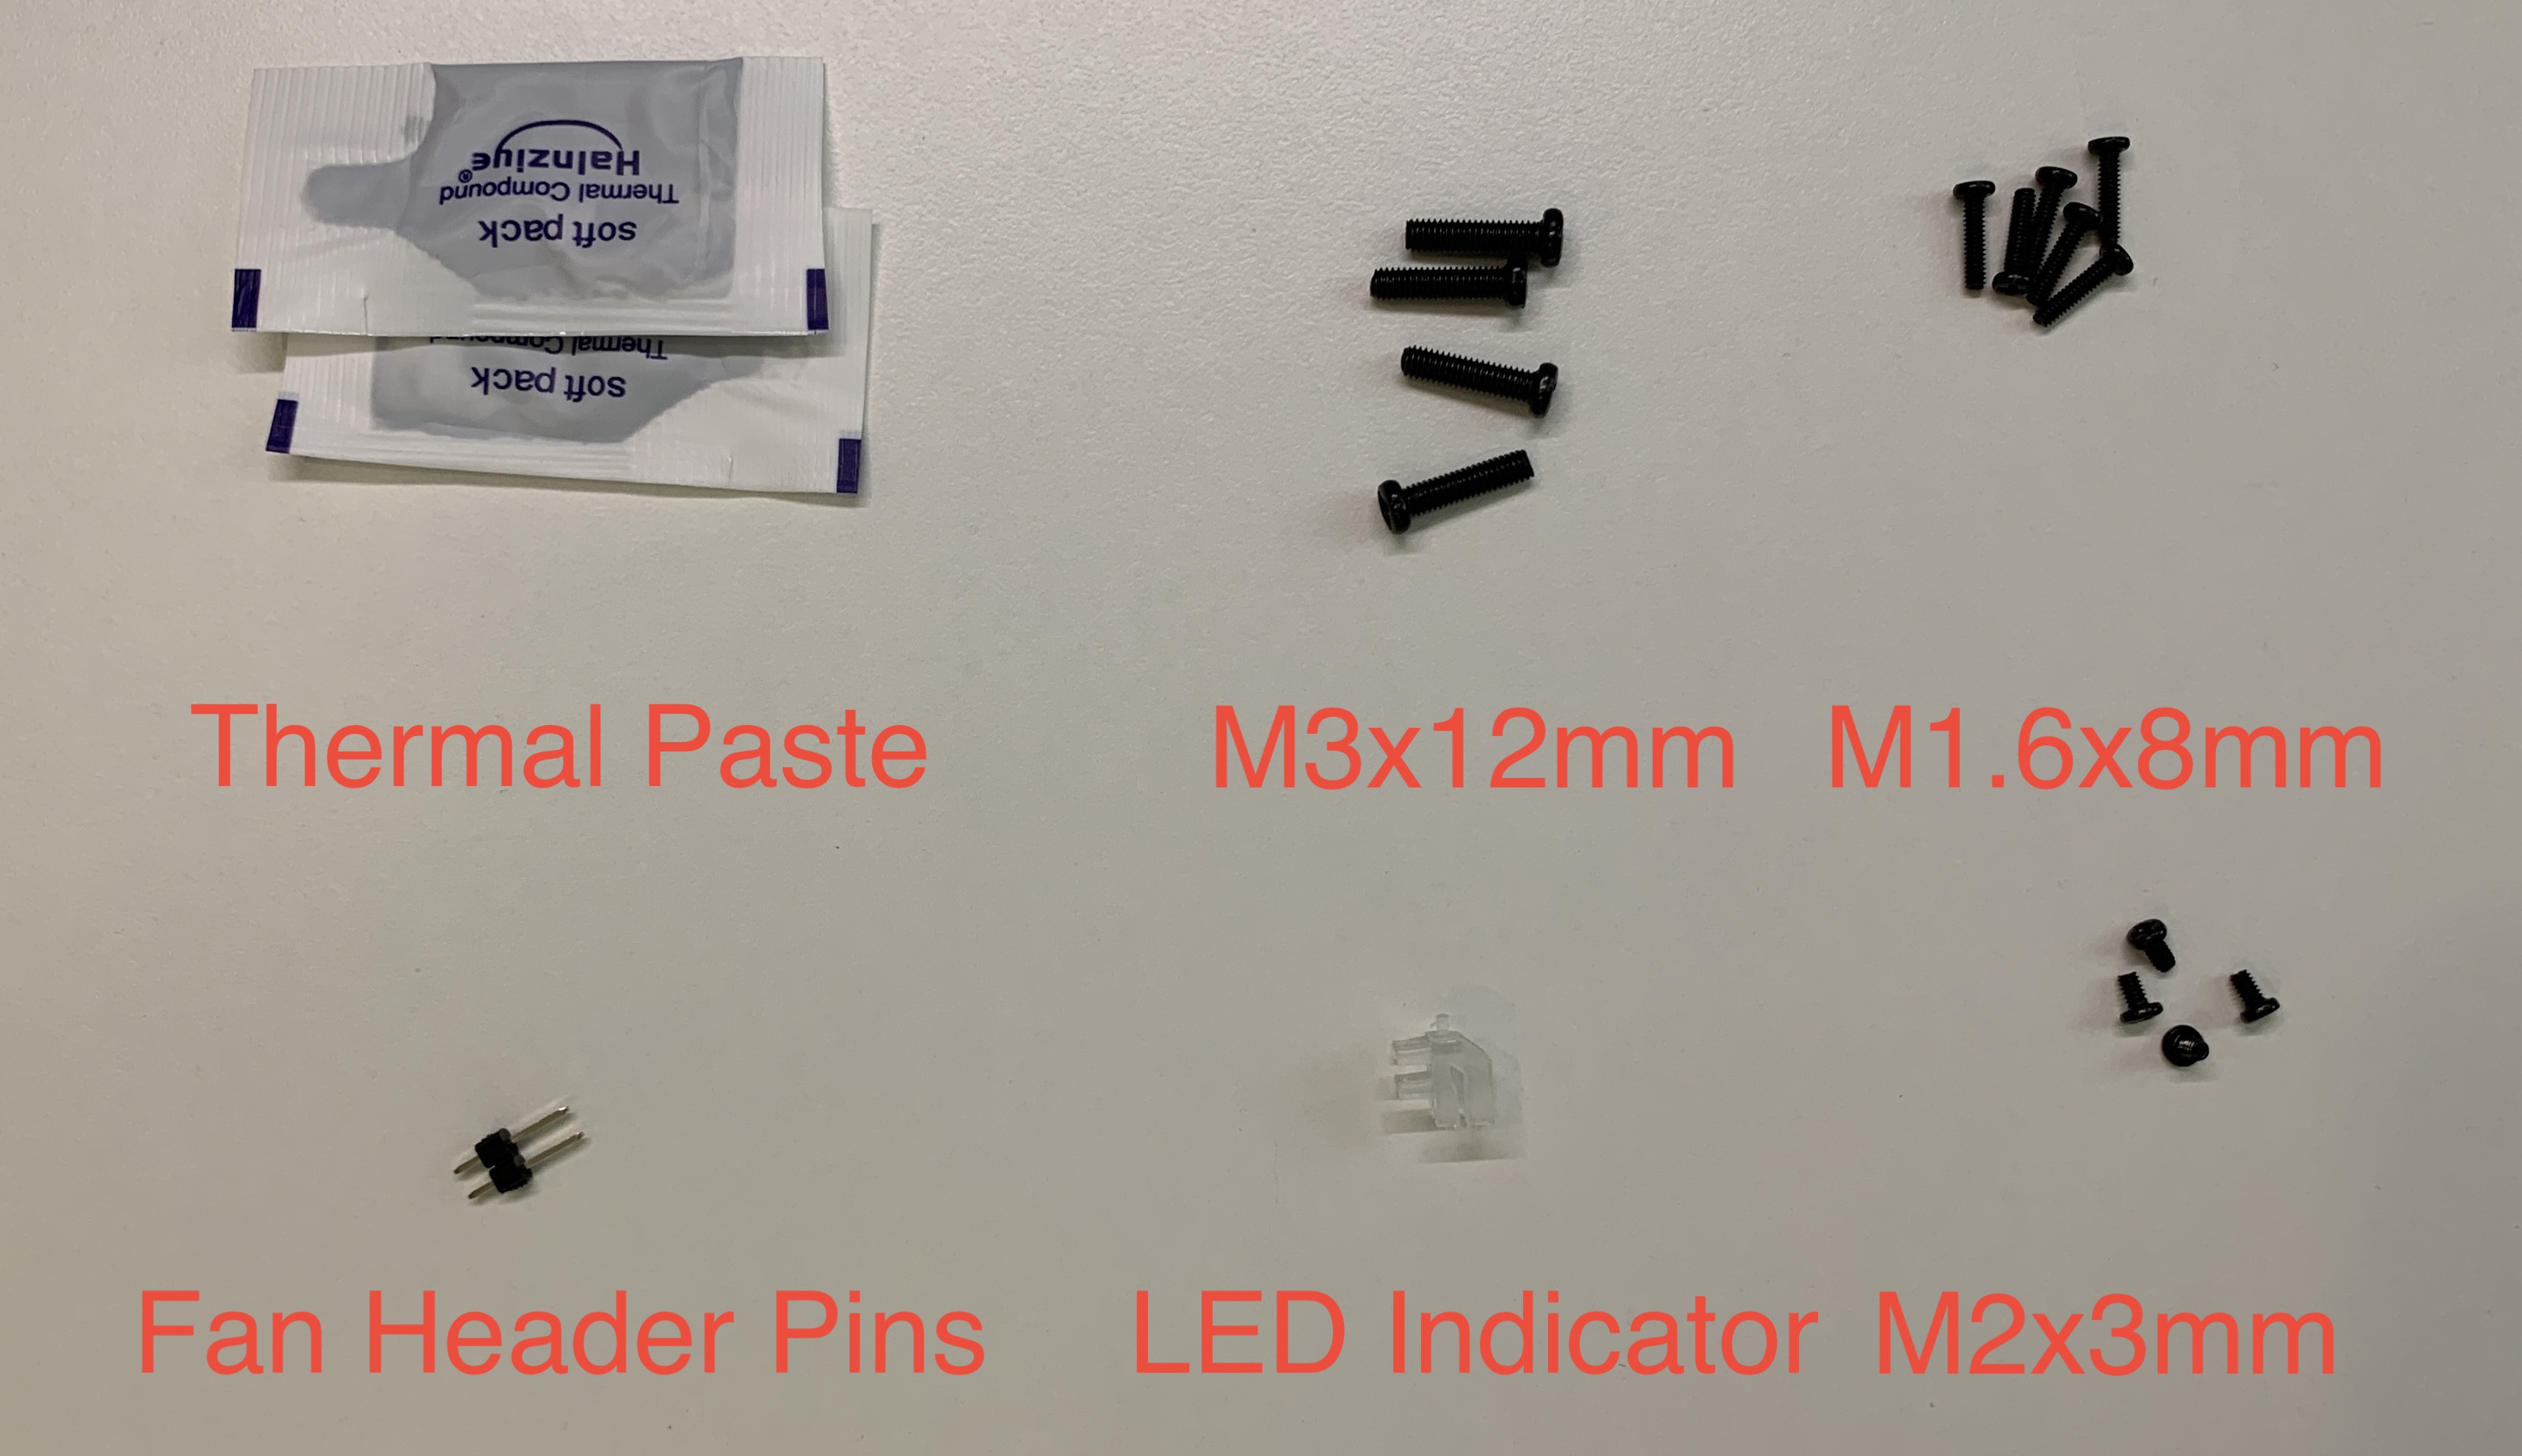 Halnziye®
Thermal Compound
soft pack
Thermal Compound
soft pack
Thermal Paste
M3x12mm
M1.6x8mm
Fan Header Pins
LED Indicator
M2x3mm